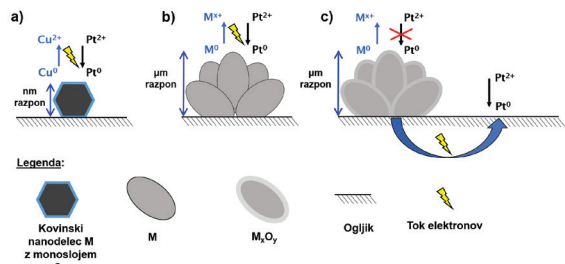 a)
Cu²⁺ Pt²⁺
Cu⁰ Pt⁰
nm
razpon
b)
Mˣ⁺ Pt²⁺
M⁰ Pt⁰
µm
razpon
c)
Mˣ⁺ Pt²⁺
M⁰ Pt⁰
µm
razpon
Pt²⁺
Pt⁰
Legenda:
Kovinski
nanodelec M
z monoslojem
M
MₓOᵧ
Ogljik
Tok elektronov